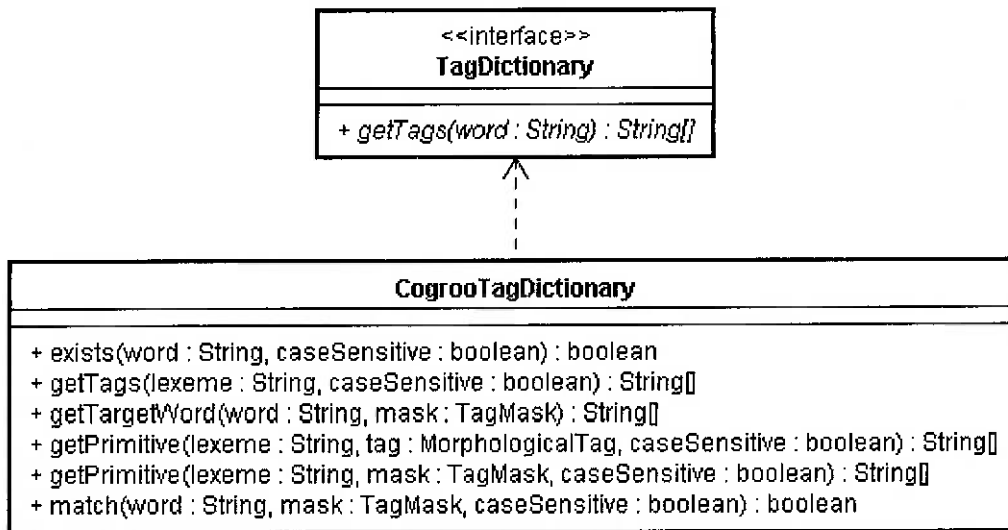 <<interface>>
TagDictionary
+ getTags(word : String) : String[]
CogrooTagDictionary
+ exists(word : String, caseSensitive : boolean) : boolean
+ getTags(lexeme : String, caseSensitive : boolean) : String[]
+ getTargetWord(word : String, mask : TagMask) : String[]
+ getPrimitive(lexeme : String, tag : MorphologicalTag, caseSensitive : boolean) : String[]
+ getPrimitive(lexeme : String, mask : TagMask, caseSensitive : boolean) : String[]
+ match(word : String, mask : TagMask, caseSensitive : boolean) : boolean